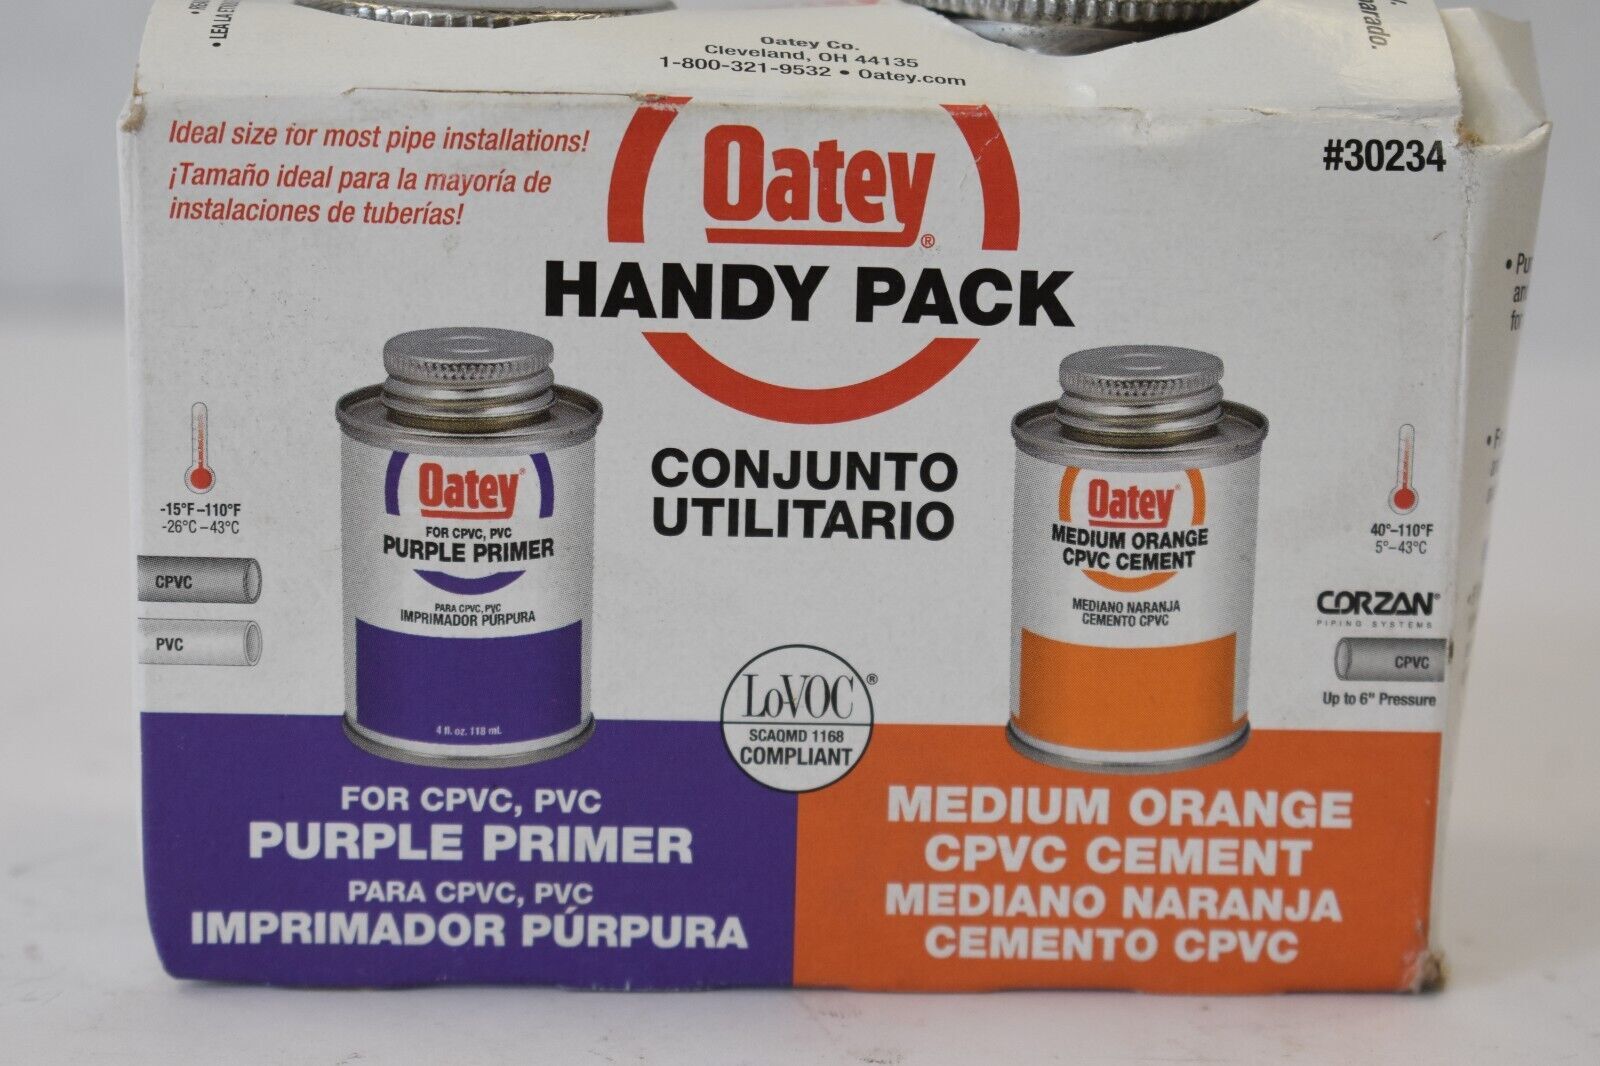 • LEA LA
Oatey Co.
Cleveland, OH 44135
1-800-321-9532 • Oatey.com
Ideal size for most pipe installations!
¡Tamaño ideal para la mayoría de
instalaciones de tuberías!
Oatey®
#30234
HANDY PACK
CONJUNTO
UTILITARIO
-15°F–110°F
-26°C–43°C
CPVC
PVC
Oatey®
FOR CPVC, PVC
PURPLE PRIMER
PARA CPVC, PVC
IMPRIMADOR PÚRPURA
4 fl. oz. 118 mL
Oatey®
MEDIUM ORANGE
CPVC CEMENT
MEDIANO NARANJA
CEMENTO CPVC
40°–110°F
5°–43°C
CORZAN®
PIPING SYSTEMS
CPVC
Up to 6" Pressure
LoVOC®
SCAQMD 1168
COMPLIANT
FOR CPVC, PVC
PURPLE PRIMER
PARA CPVC, PVC
IMPRIMADOR PÚRPURA
MEDIUM ORANGE
CPVC CEMENT
MEDIANO NARANJA
CEMENTO CPVC